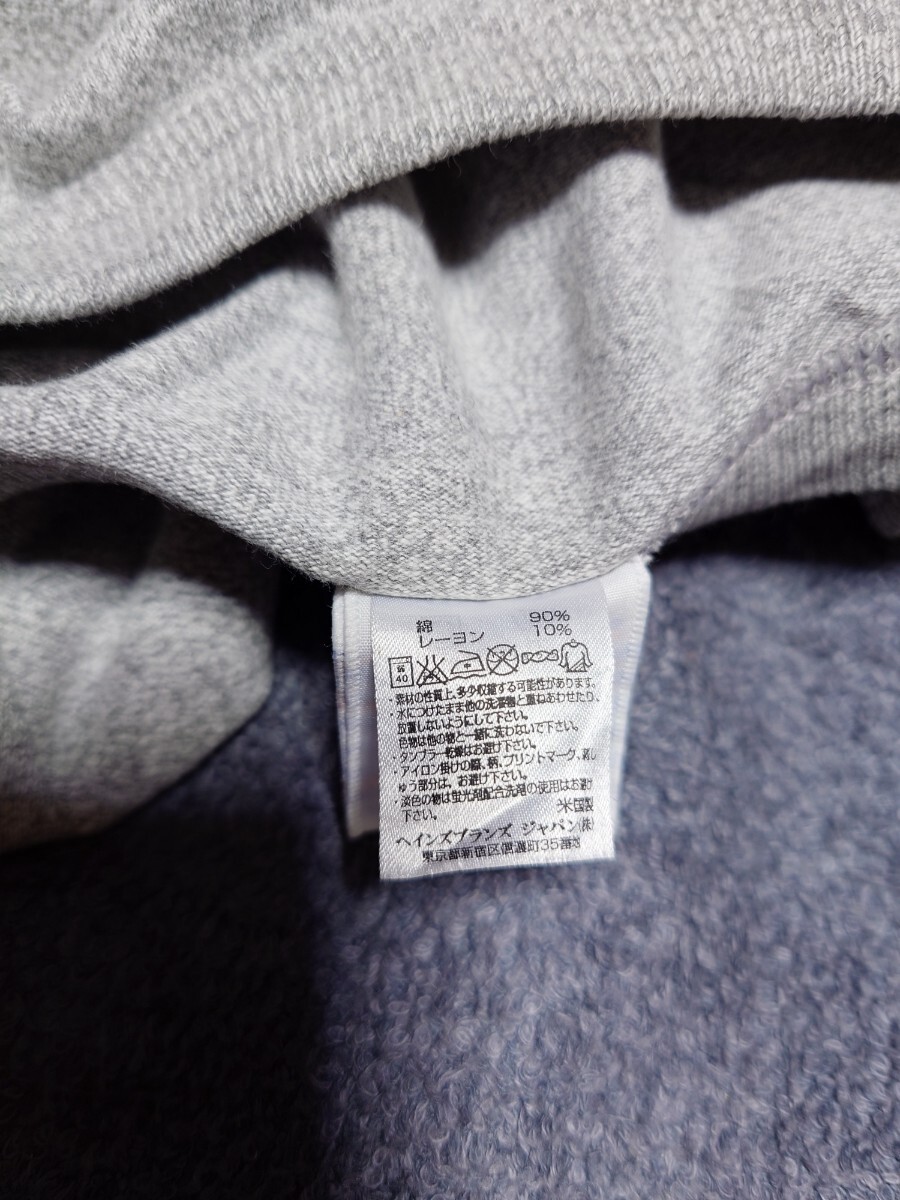 綿 90%
レーヨン 10%
弱
40
・素材の性質上、多少収縮する可能性があります。
・水につけたまま他の洗濯物と重ねあわせたり、
放置しないようにして下さい。
・色物は他の物と一緒に洗わないで下さい。
・タンブラー乾燥はお避け下さい。
・アイロン掛けの際、柄、プリントマーク、刺し
ゅう部分は、お避け下さい。
・淡色の物は蛍光剤配合洗剤の使用はお避け
下さい。
米国製
ヘインズブランズ ジャパン(株)
東京都新宿区信濃町35番地